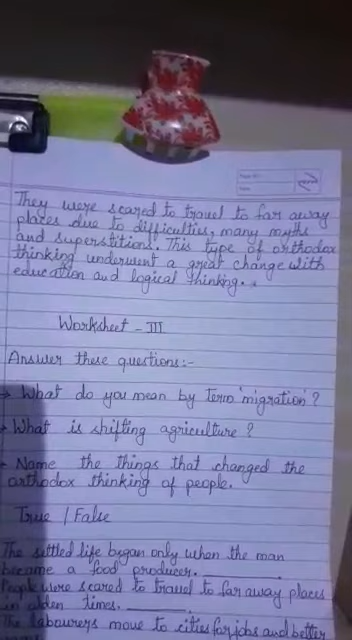 They were scared to travel to far away
places due to difficulties, many myths
and superstitions. This type of orthodox
thinking underwent a great change with
education and logical thinking.
Worksheet - III
Answer these questions:-
What do you mean by Term 'migration'?
What is shifting agriculture?
Name the things that changed the
orthodox thinking of people.
True / False
The settled life began only when the man
became a food producer. ________
People were scared to travel to far away places
in olden times. ________
The labourers move to cities for jobs and better